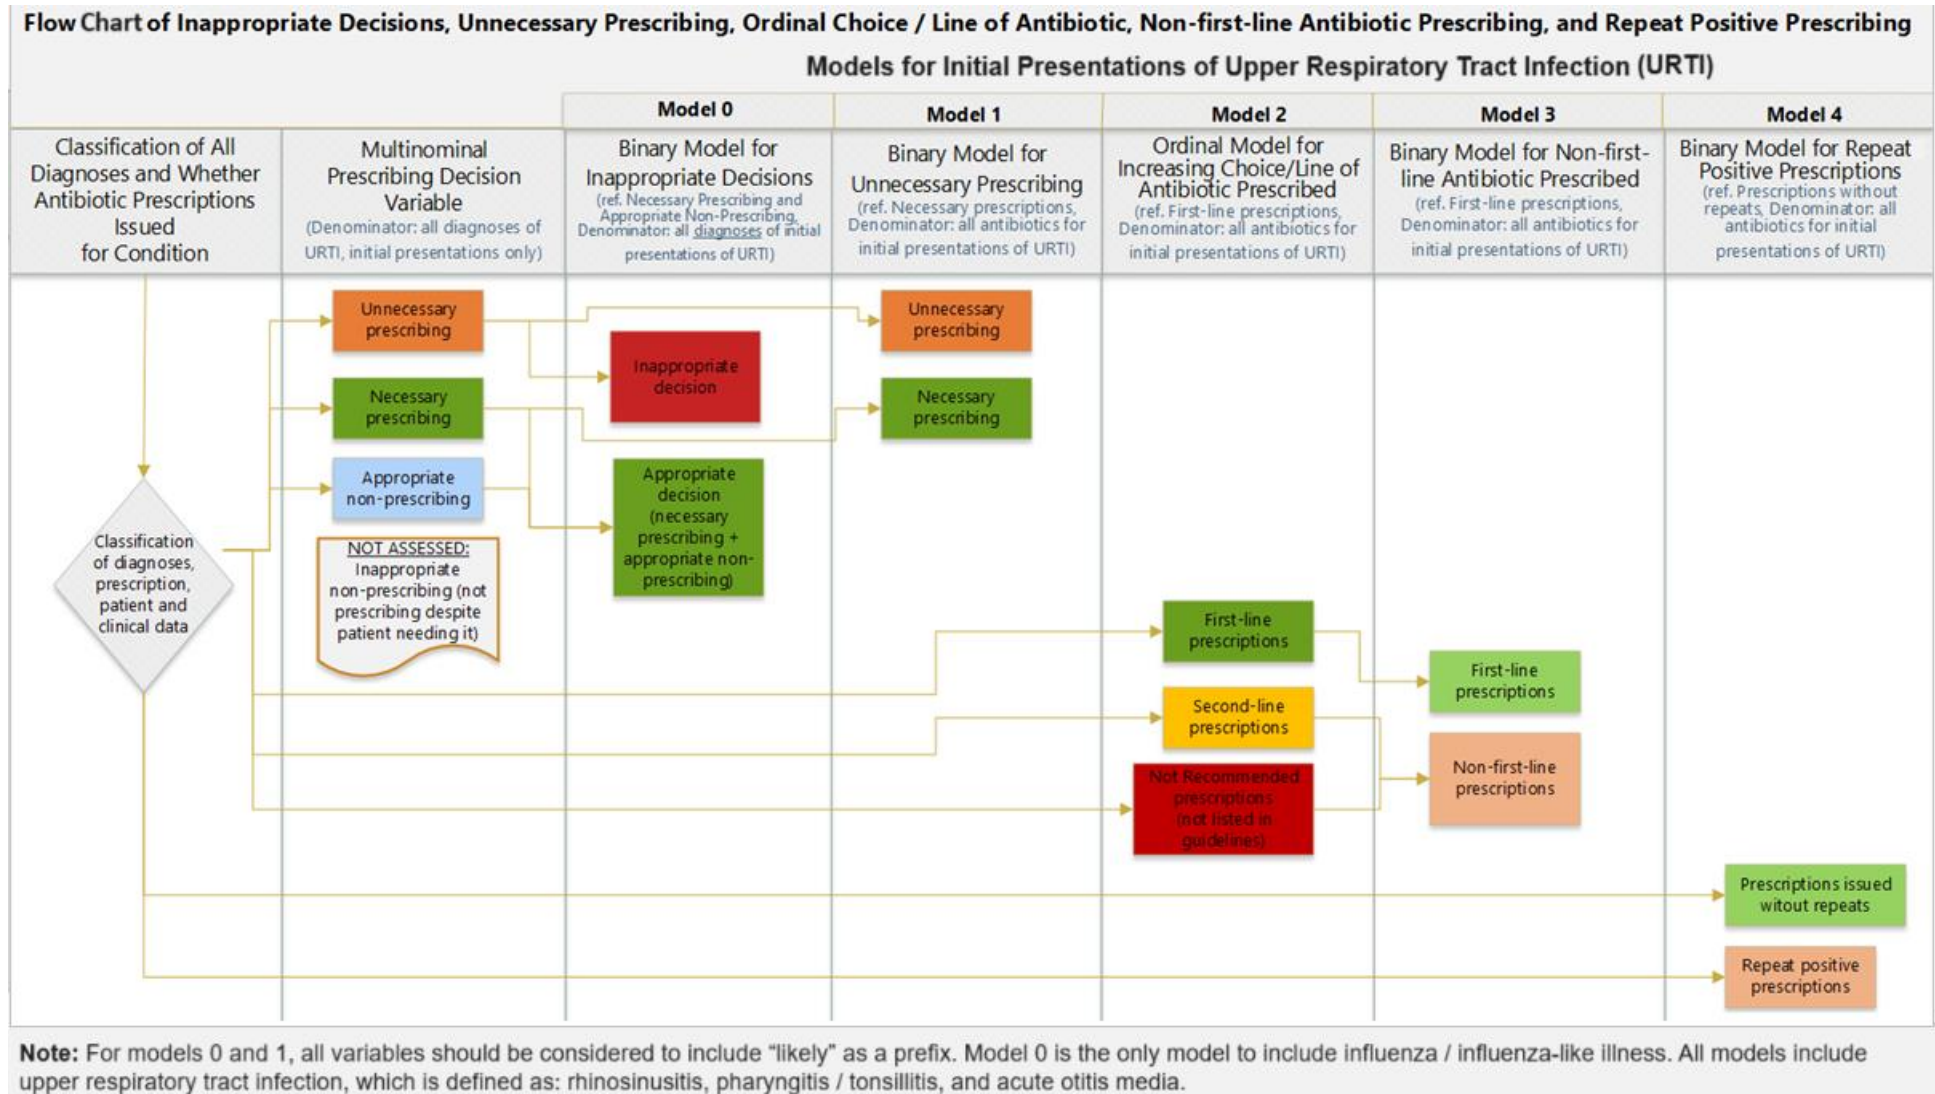 Flow Chart of Inappropriate Decisions, Unnecessary Prescribing, Ordinal Choice / Line of Antibiotic, Non-first-line Antibiotic Prescribing, and Repeat Positive Prescribing
Models for Initial Presentations of Upper Respiratory Tract Infection (URTI)
Model 0
Model 1
Model 2
Model 3
Model 4
Classification of All
Diagnoses and Whether
Antibiotic Prescriptions
Issued
for Condition
Multinominal
Prescribing Decision
Variable
(Denominator: all diagnoses of
URTI, initial presentations only)
Binary Model for
Inappropriate Decisions
(ref. Necessary Prescribing and
Appropriate Non-Prescribing,
Denominator: all diagnoses of initial
presentations of URTI)
Binary Model for
Unnecessary Prescribing
(ref. Necessary prescriptions,
Denominator: all antibiotics for
initial presentations of URTI)
Ordinal Model for
Increasing Choice/Line of
Antibiotic Prescribed
(ref. First-line prescriptions,
Denominator: all antibiotics for
initial presentations of URTI)
Binary Model for Non-first-
line Antibiotic Prescribed
(ref. First-line prescriptions,
Denominator: all antibiotics for
initial presentations of URTI)
Binary Model for Repeat
Positive Prescriptions
(ref. Prescriptions without
repeats, Denominator: all
antibiotics for initial
presentations of URTI)
Classification
of diagnoses,
prescription,
patient and
clinical data
Unnecessary
prescribing
Necessary
prescribing
Appropriate
non-prescribing
NOT ASSESSED:
Inappropriate
non-prescribing (not
prescribing despite
patient needing it)
Inappropriate
decision
Appropriate
decision
(necessary
prescribing +
appropriate non-
prescribing)
Unnecessary
prescribing
Necessary
prescribing
First-line
prescriptions
Second-line
prescriptions
Not Recommended
prescriptions
(not listed in
guidelines)
First-line
prescriptions
Non-first-line
prescriptions
Prescriptions issued
witout repeats
Repeat positive
prescriptions
Note: For models 0 and 1, all variables should be considered to include “likely” as a prefix. Model 0 is the only model to include influenza / influenza-like illness. All models include
upper respiratory tract infection, which is defined as: rhinosinusitis, pharyngitis / tonsillitis, and acute otitis media.